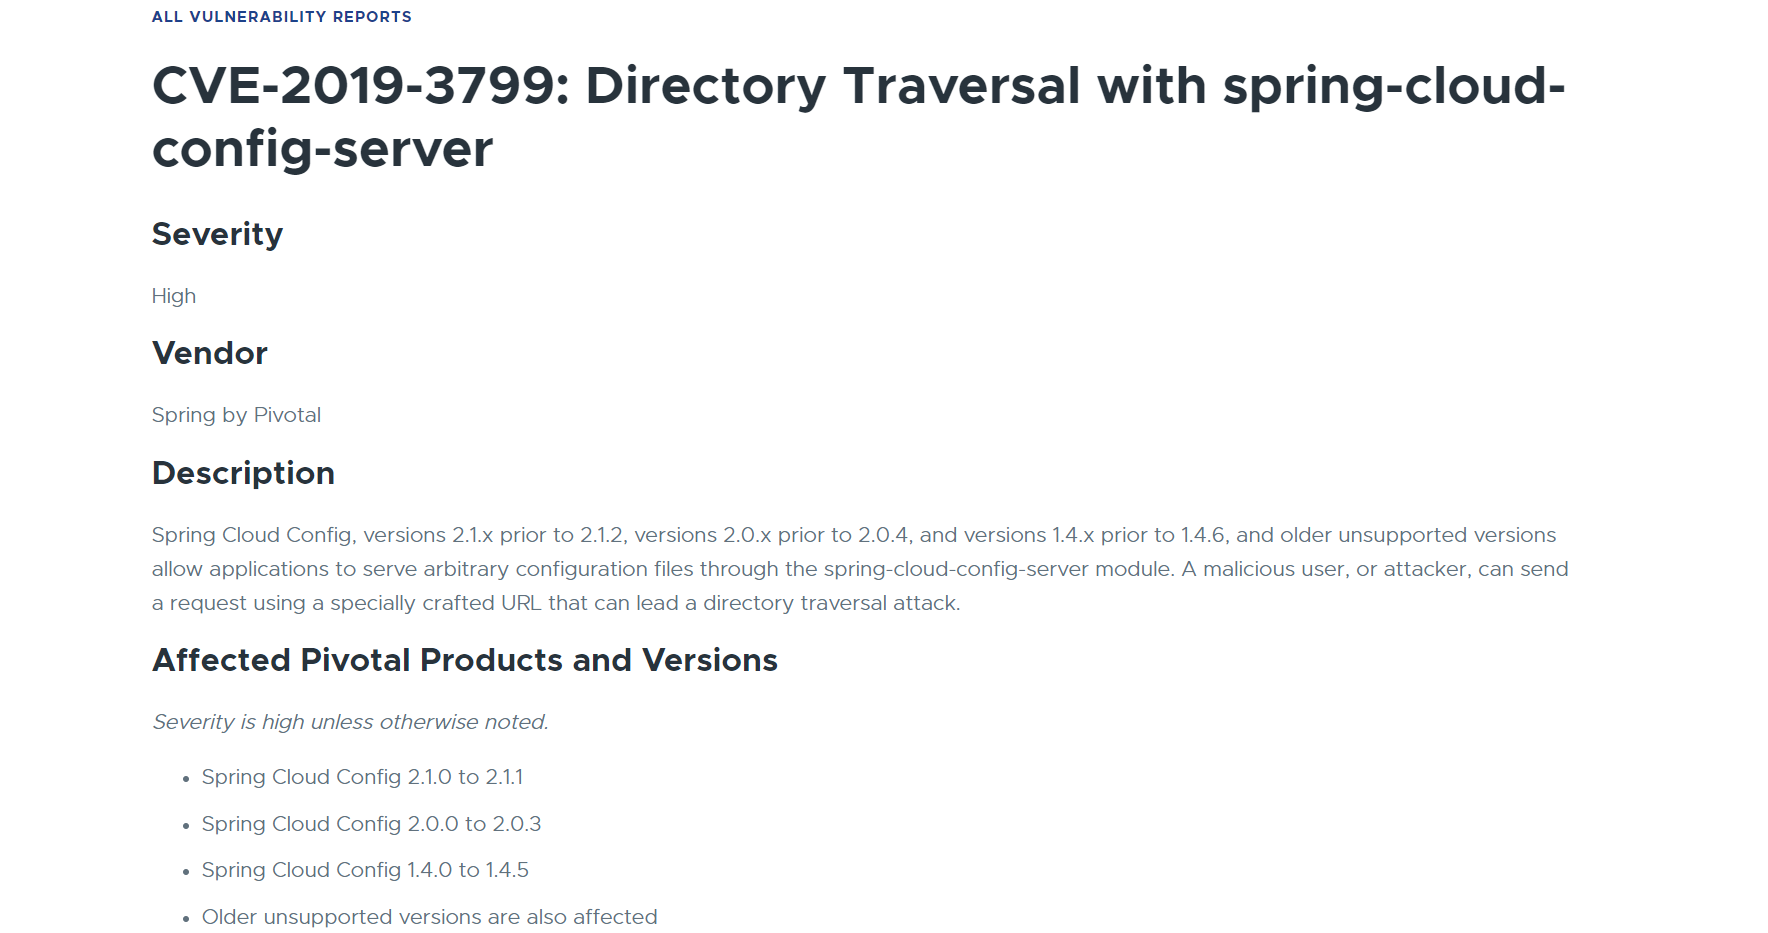 ALL VULNERABILITY REPORTS
CVE-2019-3799: Directory Traversal with spring-cloud-
config-server
Severity
High
Vendor
Spring by Pivotal
Description
Spring Cloud Config, versions 2.1.x prior to 2.1.2, versions 2.0.x prior to 2.0.4, and versions 1.4.x prior to 1.4.6, and older unsupported versions
allow applications to serve arbitrary configuration files through the spring-cloud-config-server module. A malicious user, or attacker, can send
a request using a specially crafted URL that can lead a directory traversal attack.
Affected Pivotal Products and Versions
Severity is high unless otherwise noted.
• Spring Cloud Config 2.1.0 to 2.1.1
• Spring Cloud Config 2.0.0 to 2.0.3
• Spring Cloud Config 1.4.0 to 1.4.5
• Older unsupported versions are also affected